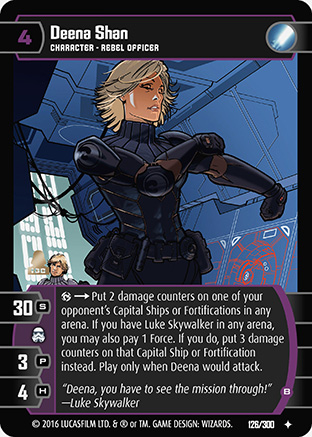 4 Deena Shan
CHARACTER • REBEL OFFICER
30 S
3 P
4 H
→ Put 2 damage counters on one of your
opponent's Capital Ships or Fortifications in any
arena. If you have Luke Skywalker in any arena,
you may also pay 1 Force. If you do, put 3 damage
counters on that Capital Ship or Fortification
instead. Play only when Deena would attack.
"Deena, you have to see the mission through!"
—Luke Skywalker
B
© 2016 LUCASFILM LTD. & ® or TM. GAME DESIGN: WIZARDS. 126/300